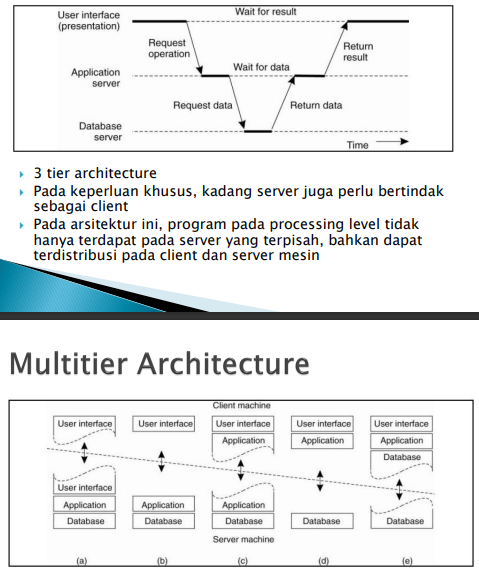 User interface
(presentation)
Wait for result
Request
operation
Return
result
Application
server
Wait for data
Request data
Return data
Database
server
Time
3 tier architecture
Pada keperluan khusus, kadang server juga perlu bertindak
sebagai client
Pada arsitektur ini, program pada processing level tidak
hanya terdapat pada server yang terpisah, bahkan dapat
terdistribusi pada client dan server mesin
Multitier Architecture
Client machine
User interface User interface User interface User interface User interface
Application Application Application
Database
User interface
Application Application Application
Database Database Database Database Database
Server machine
(a) (b) (c) (d) (e)